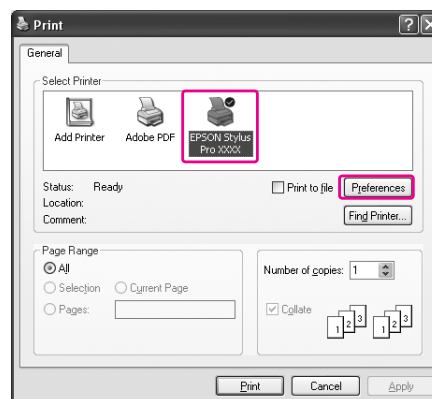 Print
General
Select Printer
Add Printer
Adobe PDF
EPSON Stylus
Pro XXXX
Status: Ready
Print to file
Preferences
Location:
Comment:
Find Printer...
Page Range
All
Selection
Current Page
Pages:
Number of copies: 1
Collate
1 2 3
1 2 3
Print
Cancel
Apply